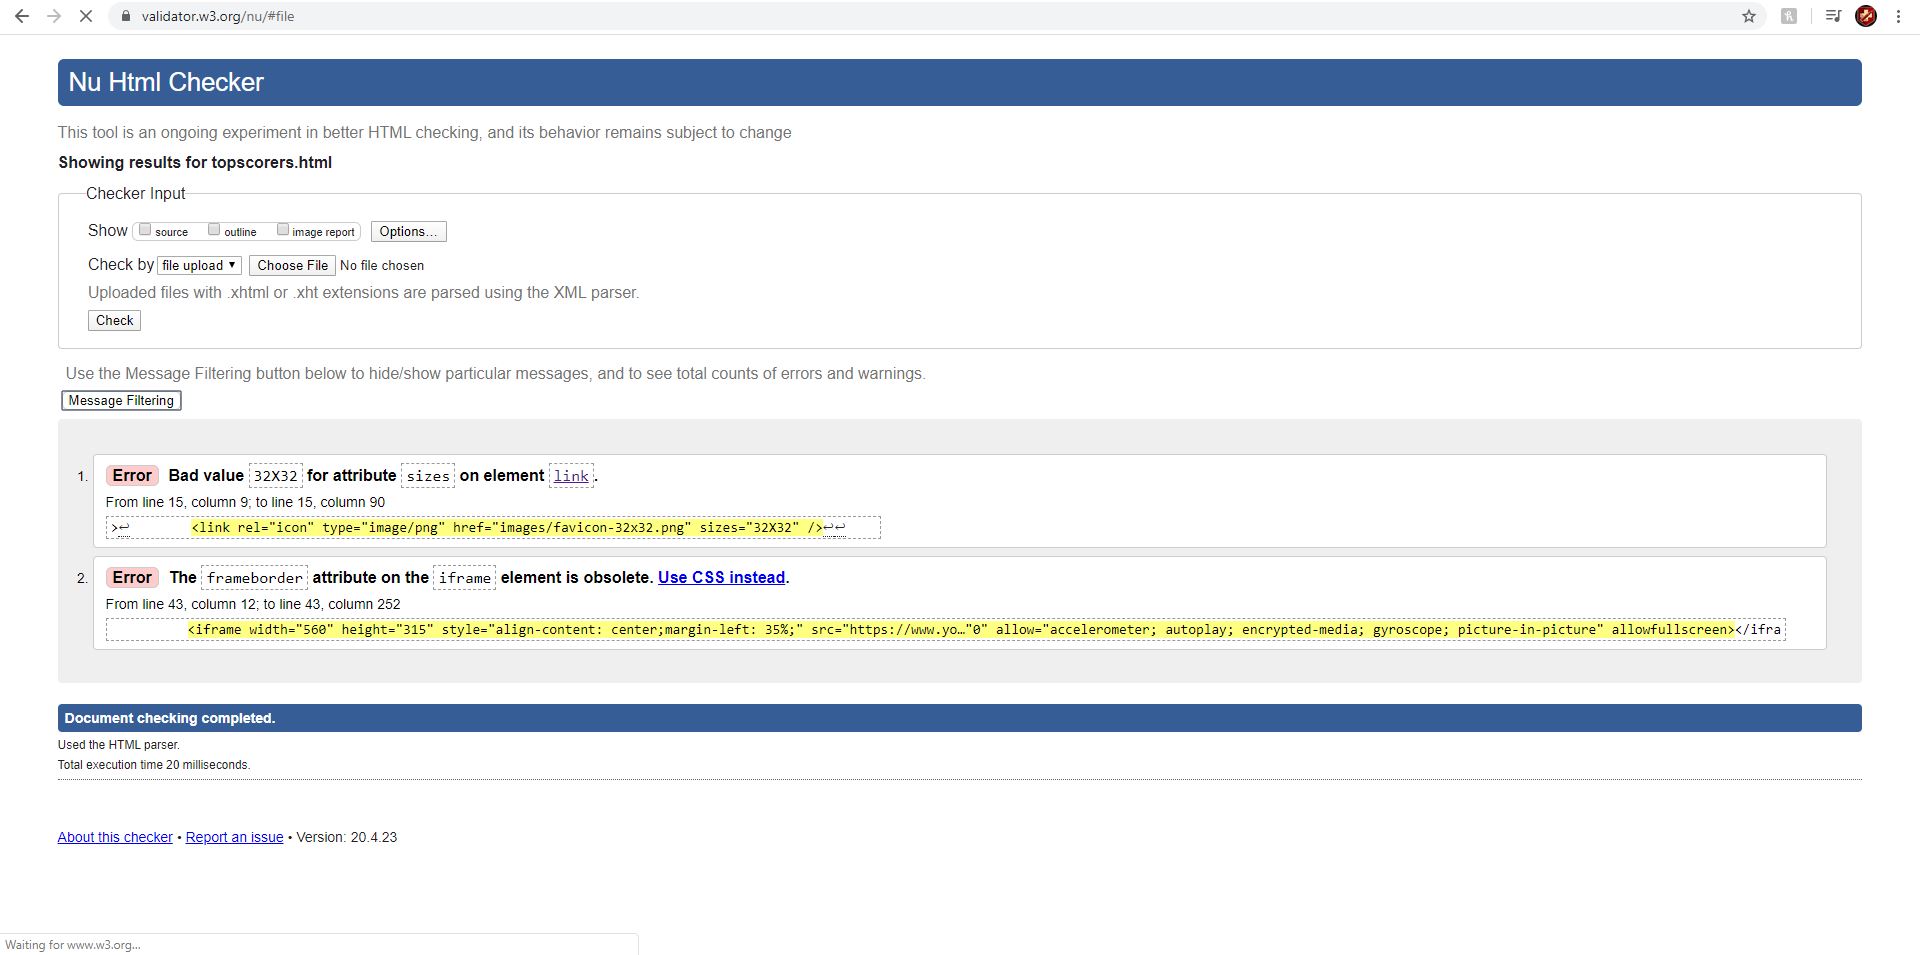 validator.w3.org/nu/#file
Nu Html Checker
This tool is an ongoing experiment in better HTML checking, and its behavior remains subject to change
Showing results for topscorers.html
Checker Input
Show source outline image report Options...
Check by file upload ▼ Choose File No file chosen
Uploaded files with .xhtml or .xht extensions are parsed using the XML parser.
Check
Use the Message Filtering button below to hide/show particular messages, and to see total counts of errors and warnings.
Message Filtering
1. Error Bad value 32X32 for attribute sizes on element link.
From line 15, column 9; to line 15, column 90
>↩ <link rel="icon" type="image/png" href="images/favicon-32x32.png" sizes="32X32" />↩↩
2. Error The frameborder attribute on the iframe element is obsolete. Use CSS instead.
From line 43, column 12; to line 43, column 252
<iframe width="560" height="315" style="align-content: center;margin-left: 35%;" src="https://www.yo…"0" allow="accelerometer; autoplay; encrypted-media; gyroscope; picture-in-picture" allowfullscreen></ifra
Document checking completed.
Used the HTML parser.
Total execution time 20 milliseconds.
About this checker • Report an issue • Version: 20.4.23
Waiting for www.w3.org...